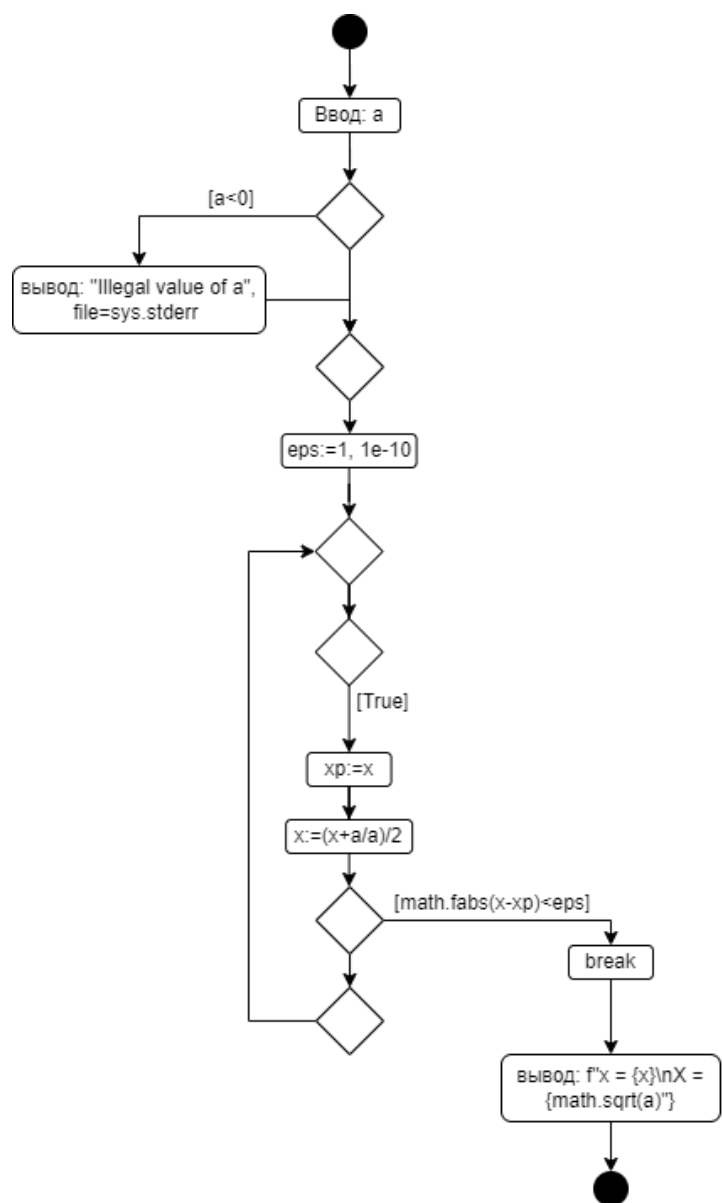 Ввод: a
[a<0]
вывод: "Illegal value of a",
file=sys.stderr
eps:=1, 1e-10
[True]
xp:=x
x:=(x+a/a)/2
[math.fabs(x-xp)<eps]
break
вывод: f"x = {x}\nX =
{math.sqrt(a)"}